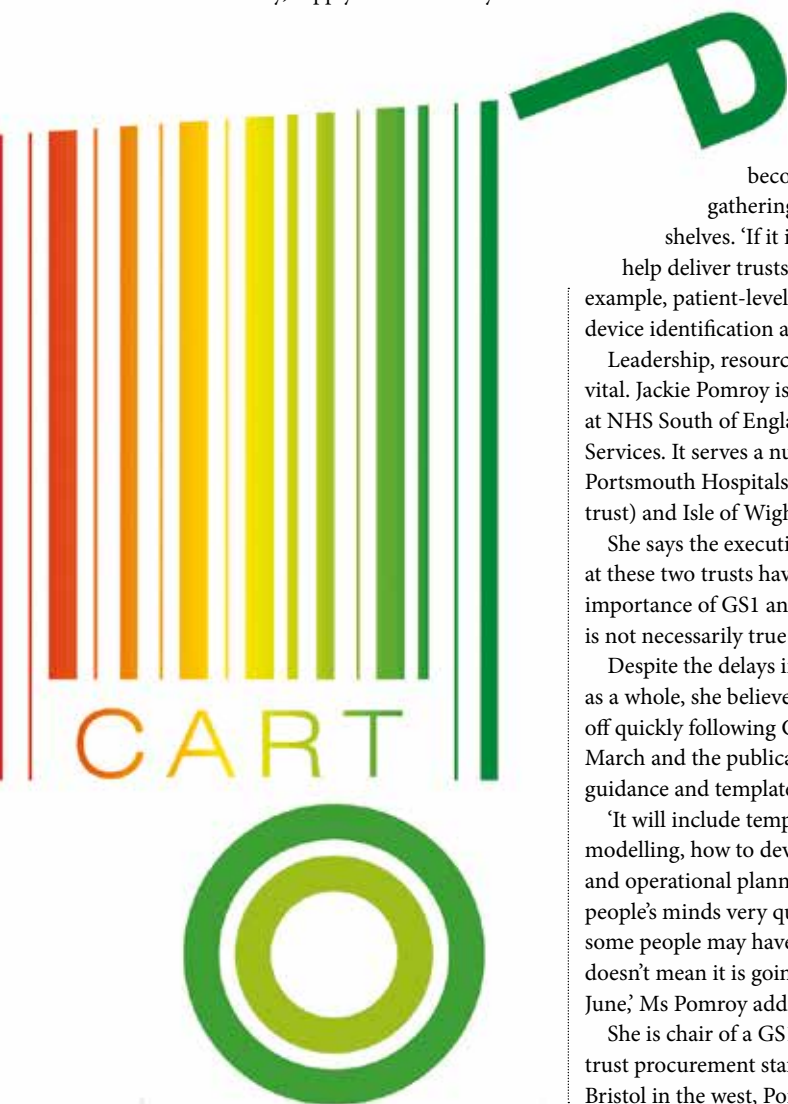 CART
beco
gathering
shelves. ‘If it i
help deliver trusts
example, patient-level
device identification a
Leadership, resourc
vital. Jackie Pomroy is
at NHS South of Engla
Services. It serves a nu
Portsmouth Hospitals
trust) and Isle of Wigh
She says the executi
at these two trusts hav
importance of GS1 an
is not necessarily true
Despite the delays i
as a whole, she believe
off quickly following G
March and the publica
guidance and template
‘It will include temp
modelling, how to dev
and operational plann
people’s minds very qu
some people may have
doesn’t mean it is goin
June,’ Ms Pomroy add
She is chair of a GS1
trust procurement star
Bristol in the west, Por